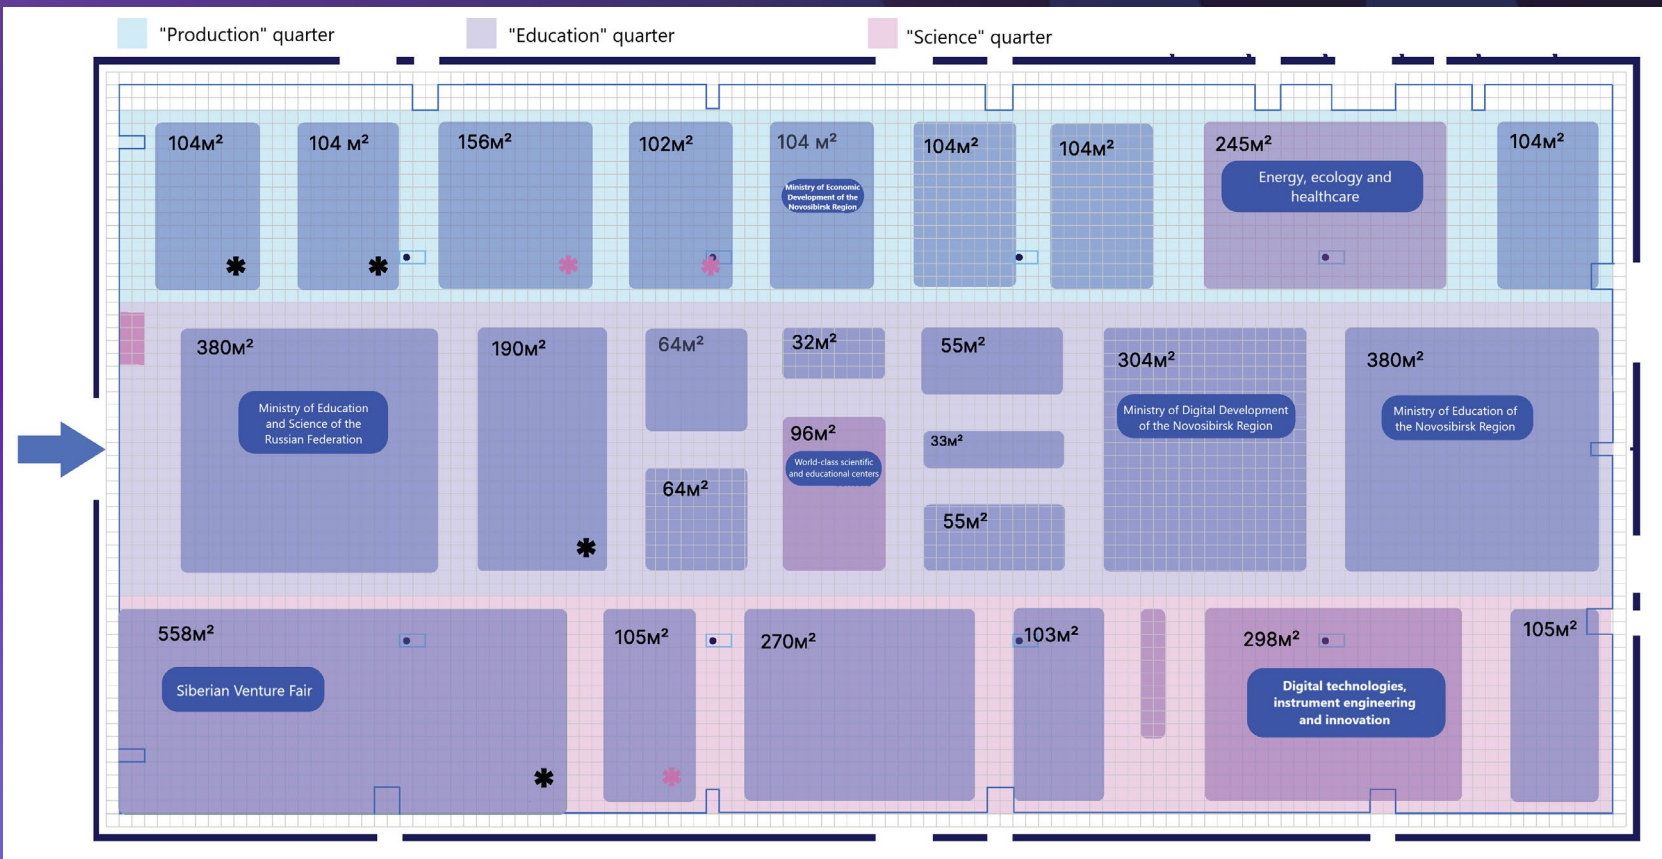 "Production" quarter
"Education" quarter
"Science" quarter
104м²
104 м²
156м²
102м²
104 м²
Ministry of Economic
Development of the
Novosibirsk Region
104м²
104м²
245м²
Energy, ecology and
healthcare
104м²
380м²
Ministry of Education
and Science of the
Russian Federation
190м²
64м²
64м²
32м²
96м²
World-class scientific
and educational centers
55м²
33м²
55м²
304м²
Ministry of Digital Development
of the Novosibirsk Region
380м²
Ministry of Education of
the Novosibirsk Region
558м²
Siberian Venture Fair
105м²
270м²
103м²
298м²
Digital technologies,
instrument engineering
and innovation
105м²